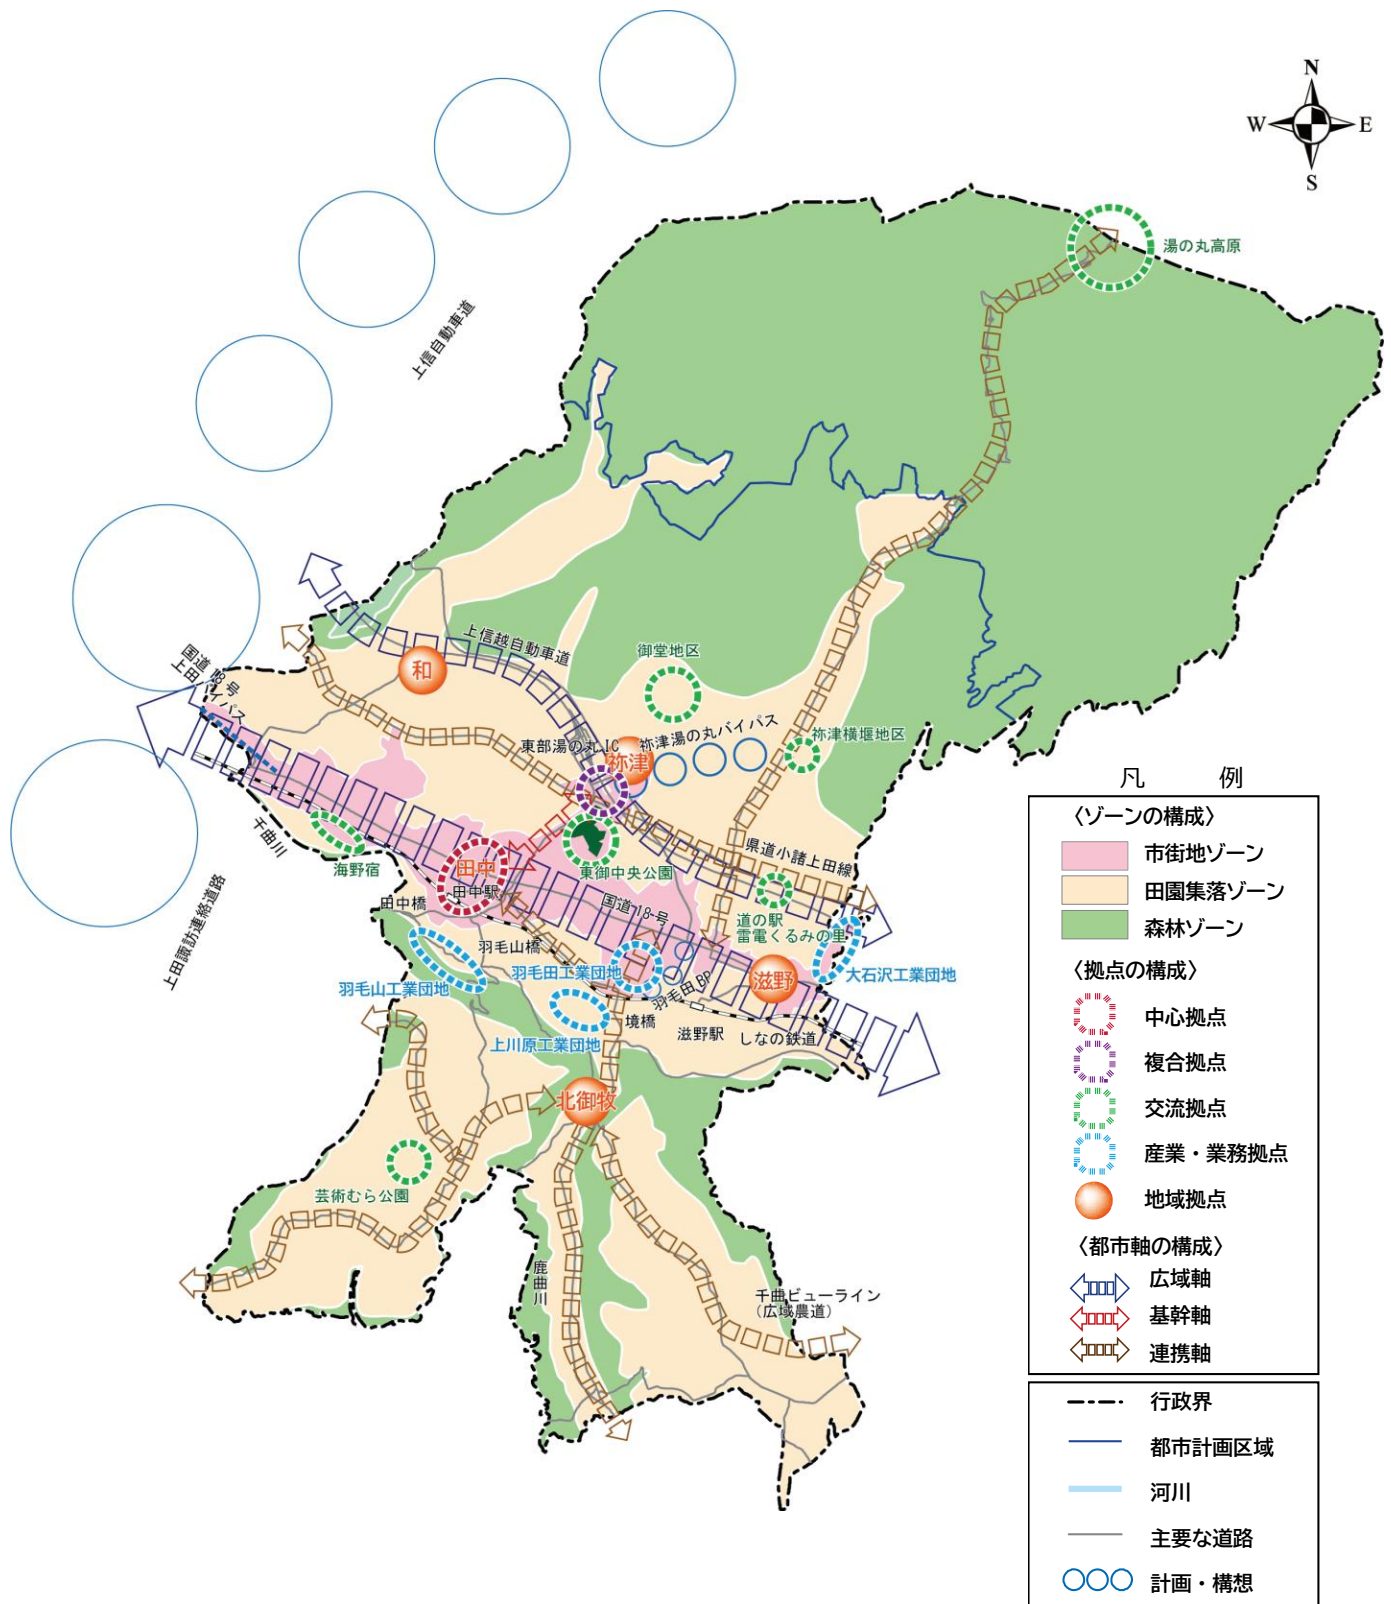 N
W
E
S
湯の丸高原
上信自動車道
国道18号
上田バイパス
上信越自動車道
和
御堂地区
東部湯の丸IC
祢津湯の丸バイパス
祢津
祢津横堰地区
千曲川
海野宿
田中
田中駅
田中橋
東御中央公園
県道小諸上田線
国道18号
道の駅
雷電くるみの里
上田諏訪連絡道路
羽毛山橋
羽毛山工業団地
羽毛田工業団地
羽毛田BP
滋野
大石沢工業団地
境橋
滋野駅
しなの鉄道
上川原工業団地
北御牧
芸術むら公園
鹿曲川
千曲ビューライン
(広域農道)
凡 例
〈ゾーンの構成〉
市街地ゾーン
田園集落ゾーン
森林ゾーン
〈拠点の構成〉
中心拠点
複合拠点
交流拠点
産業・業務拠点
地域拠点
〈都市軸の構成〉
広域軸
基幹軸
連携軸
行政界
都市計画区域
河川
主要な道路
計画・構想